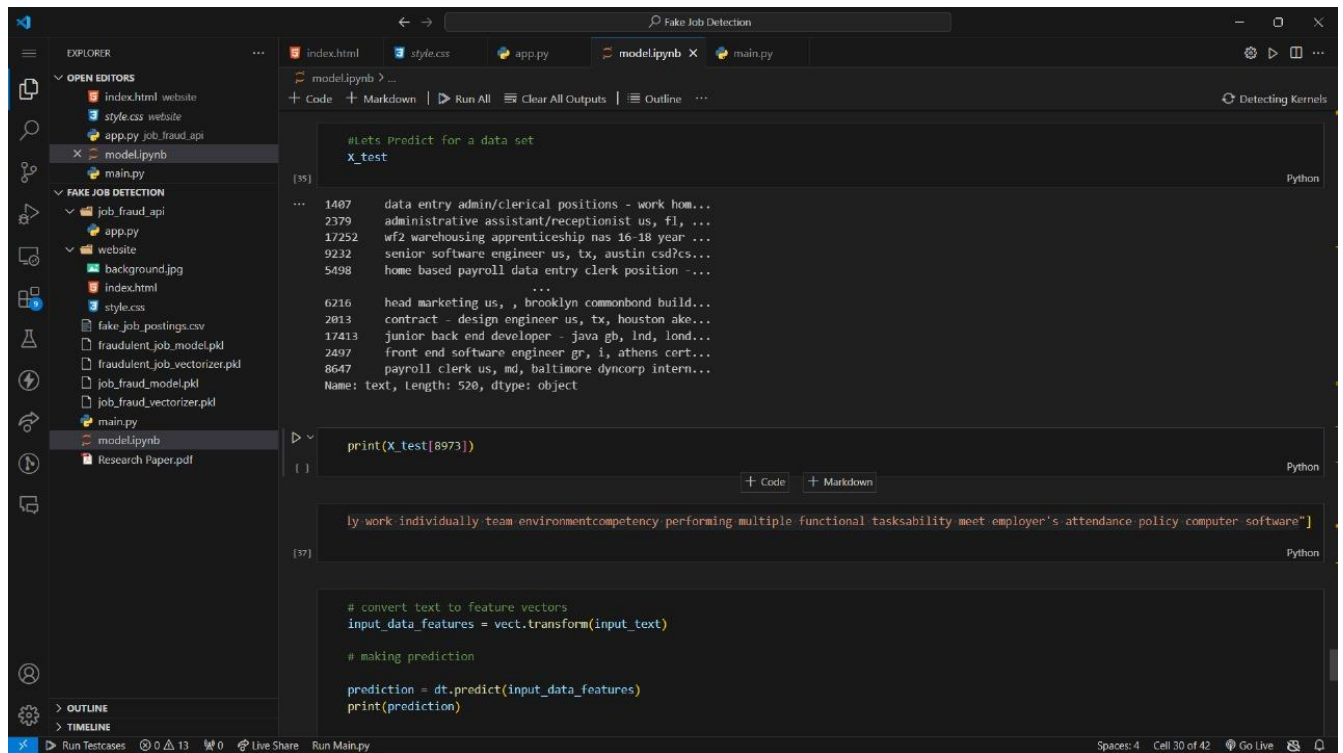 Fake Job Detection
EXPLORER
OPEN EDITORS
index.html website
style.css website
app.py job_fraud_api
model.ipynb
main.py
FAKE JOB DETECTION
job_fraud_api
app.py
website
background.jpg
index.html
style.css
fake_job_postings.csv
fraudulent_job_model.pkl
fraudulent_job_vectorizer.pkl
job_fraud_model.pkl
job_fraud_vectorizer.pkl
main.py
model.ipynb
Research Paper.pdf
OUTLINE
TIMELINE
index.html style.css app.py model.ipynb main.py
model.ipynb > ...
+ Code + Markdown | Run All Clear All Outputs | Outline ...
Detecting Kernels
#Lets Predict for a data set
X_test
[35] Python
... 1407 data entry admin/clerical positions - work hom...
2379 administrative assistant/receptionist us, fl, ...
17252 wf2 warehousing apprenticeship nas 16-18 year ...
9232 senior software engineer us, tx, austin csd?cs...
5498 home based payroll data entry clerk position -...
...
6216 head marketing us, , brooklyn commonbond build...
2013 contract - design engineer us, tx, houston ake...
17413 junior back end developer - java gb, lnd, lond...
2497 front end software engineer gr, i, athens cert...
8647 payroll clerk us, md, baltimore dyncorp intern...
Name: text, Length: 520, dtype: object
print(X_test[8973])
[ ] Python
+ Code + Markdown
ly work individually team environmentcompetency performing multiple functional tasksability meet employer's attendance policy computer software"]
[37] Python
# convert text to feature vectors
input_data_features = vect.transform(input_text)
# making prediction
prediction = dt.predict(input_data_features)
print(prediction)
Run Testcases 0 13 0 Live Share Run Main.py Spaces: 4 Cell 30 of 42 Go Live